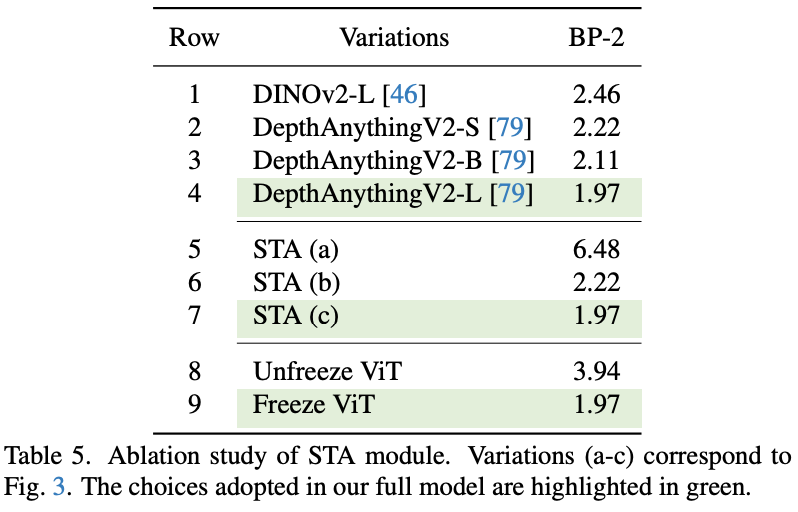 Row Variations BP-2
1 DINOv2-L [46] 2.46
2 DepthAnythingV2-S [79] 2.22
3 DepthAnythingV2-B [79] 2.11
4 DepthAnythingV2-L [79] 1.97
5 STA (a) 6.48
6 STA (b) 2.22
7 STA (c) 1.97
8 Unfreeze ViT 3.94
9 Freeze ViT 1.97
Table 5. Ablation study of STA module. Variations (a-c) correspond to
Fig. 3. The choices adopted in our full model are highlighted in green.